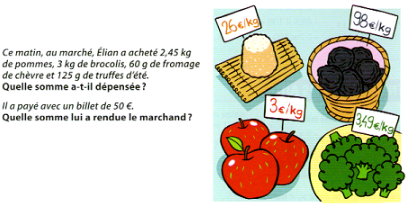 Ce matin, au marché, Élian a acheté 2,45 kg
de pommes, 3 kg de brocolis, 60 g de fromage
de chèvre et 125 g de truffes d'été.
Quelle somme a-t-il dépensée ?
Il a payé avec un billet de 50 €.
Quelle somme lui a rendue le marchand ?
26€/kg
98€/kg
3€/kg
3,49€/kg